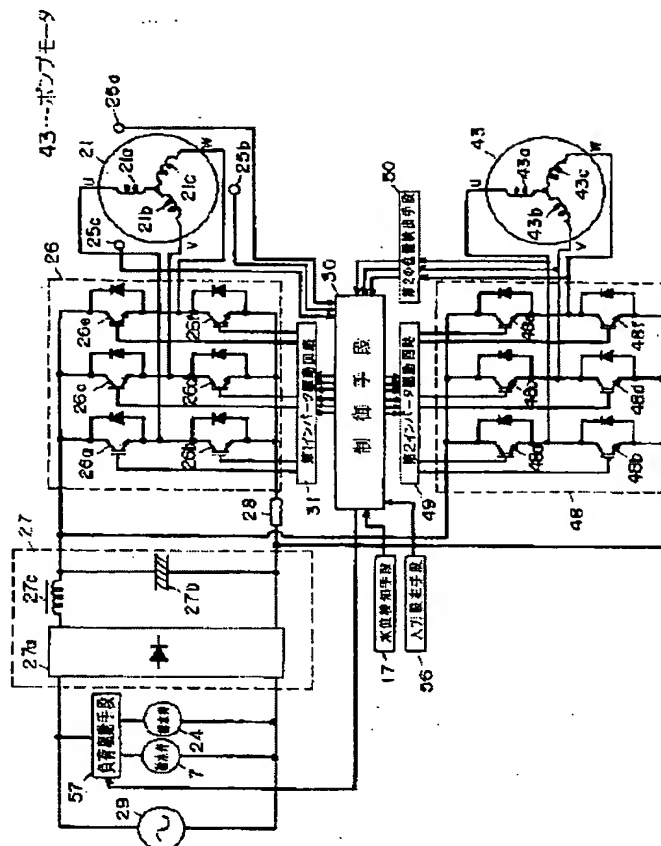 43…ポンプモータ
26
25c
21
21a
25a
U
21b
21c
W
V
25b
26a
26a
26e
26b
26d
26f
27
27c
27a
27b
28
31
第1インバータ駆動回路
30
制御手段
50
第2の位置検出手段
43
U
43a
43b
43c
W
V
49
第2インバータ駆動回路
48a
48e
48b
48d
48f
48
57
負荷駆動手段
29
給水弁
7
排水弁
24
水位検知手段
17
入力設定手段
56